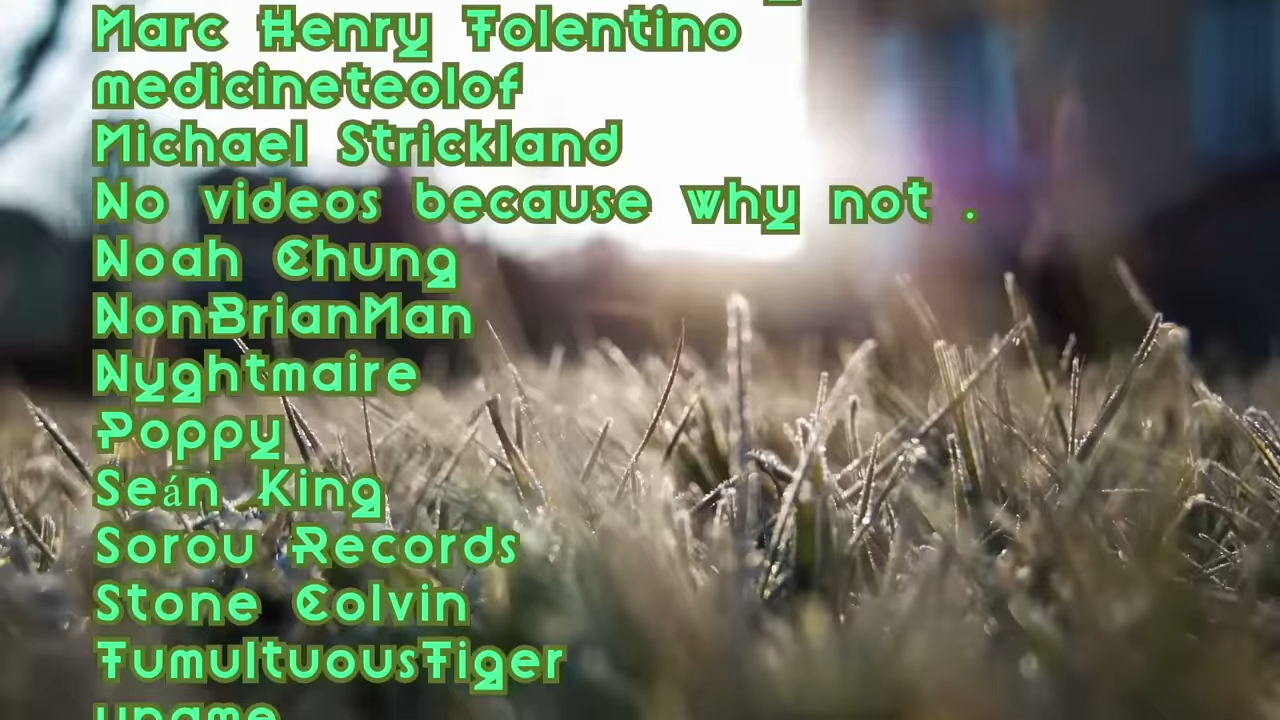 Marc Henry Tolentino
medicineteolof
Michael Strickland
No videos because why not .
Noah Chung
NonBrianMan
Nyghtmaire
Poppy
Seán King
Sorou Records
Stone Colvin
TumultuousTiger